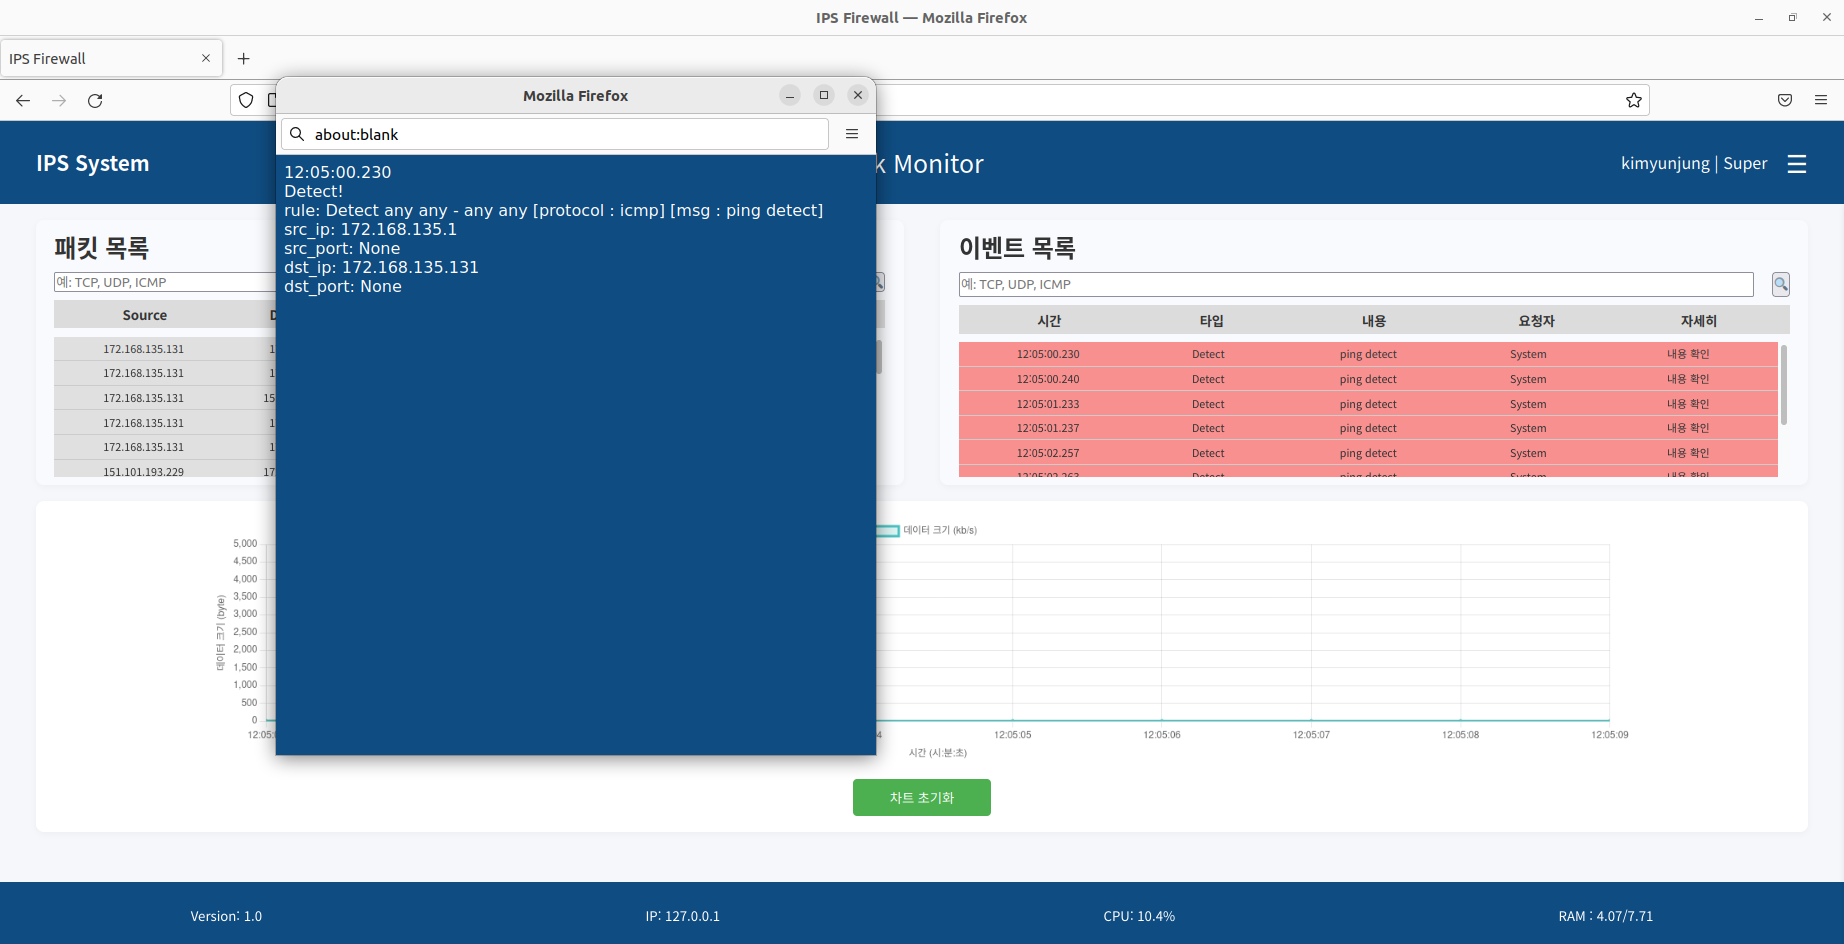 IPS Firewall — Mozilla Firefox
IPS Firewall
Mozilla Firefox
about:blank
IPS System
k Monitor
kimyunjung | Super
12:05:00.230
Detect!
rule: Detect any any - any any [protocol : icmp] [msg : ping detect]
src_ip: 172.168.135.1
src_port: None
dst_ip: 172.168.135.131
dst_port: None
패킷 목록
예: TCP, UDP, ICMP
Source D
172.168.135.131 1
172.168.135.131 1
172.168.135.131 15
172.168.135.131 1
172.168.135.131 1
151.101.193.229 17
이벤트 목록
예: TCP, UDP, ICMP
시간 타입 내용 요청자 자세히
12:05:00.230 Detect ping detect System 내용 확인
12:05:00.240 Detect ping detect System 내용 확인
12:05:01.233 Detect ping detect System 내용 확인
12:05:01.237 Detect ping detect System 내용 확인
12:05:02.257 Detect ping detect System 내용 확인
12:05:02.263 Detect ping detect System 내용 확인
데이터 크기 (kb/s)
데이터 크기 (byte)
5,000
4,500
4,000
3,500
3,000
2,500
2,000
1,500
1,000
500
0
12:05: 4 12:05:05 12:05:06 12:05:07 12:05:08 12:05:09
시간 (시:분:초)
차트 초기화
Version: 1.0 IP: 127.0.0.1 CPU: 10.4% RAM : 4.07/7.71